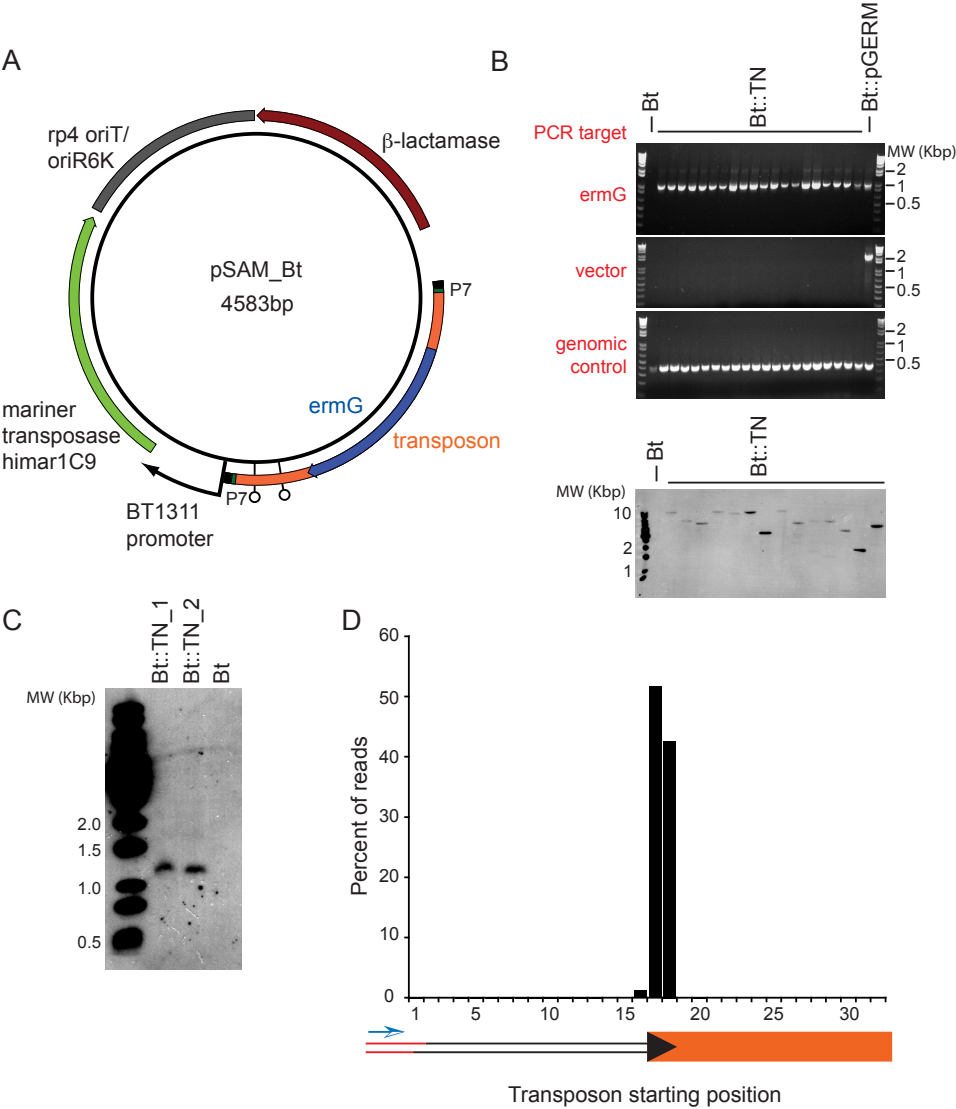 A
rp4 oriT/
oriR6K
β-lactamase
pSAM_Bt
4583bp
P7
ermG
transposon
mariner
transposase
himar1C9
P7
BT1311
promoter
B
Bt
Bt::TN
Bt::pGERM
PCR target
MW (Kbp)
ermG
2
1
0.5
vector
2
1
0.5
genomic
control
2
0.5
Bt
Bt::TN
MW (Kbp)
10
2
1
C
Bt::TN_1
Bt::TN_2
Bt
MW (Kbp)
2.0
1.5
1.0
0.5
D
60
50
40
30
20
10
0
Percent of reads
1 5 10 15 20 25 30
Transposon starting position